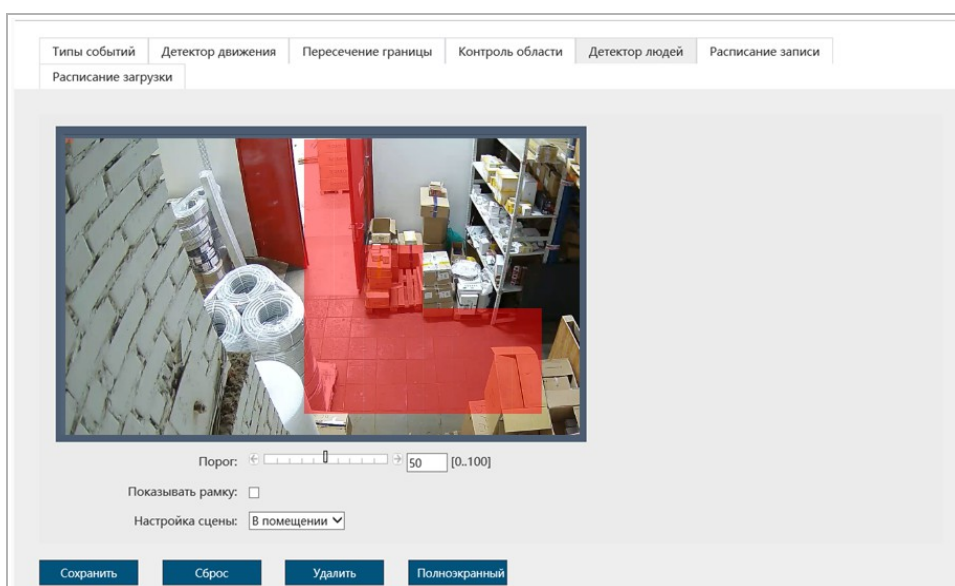 Типы событий Детектор движения Пересечение границы Контроль области Детектор людей Расписание записи
Расписание загрузки
Порог: 50 [0..100]
Показывать рамку:
Настройка сцены: В помещении
Сохранить Сброс Удалить Полноэкранный